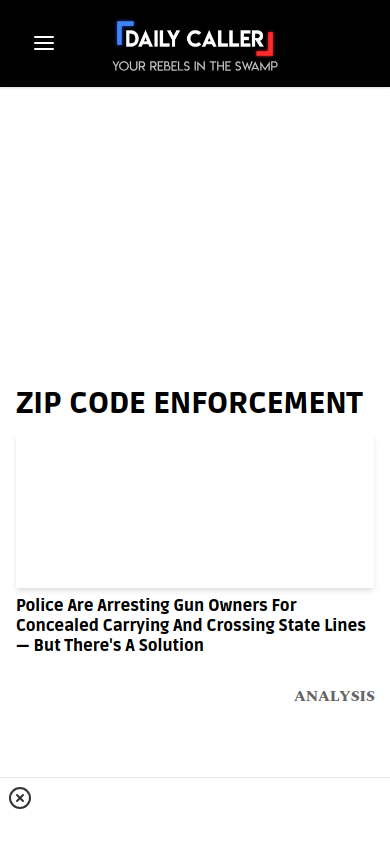 DAILY CALLER
YOUR REBELS IN THE SWAMP
ZIP CODE ENFORCEMENT
Police Are Arresting Gun Owners For
Concealed Carrying And Crossing State Lines
— But There's A Solution
ANALYSIS